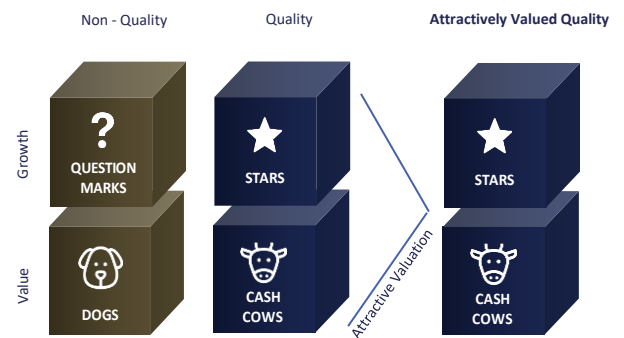 Non - Quality
Quality
Attractively Valued Quality
Growth
?
QUESTION
MARKS
STARS
STARS
Value
DOGS
CASH
COWS
Attractive Valuation
CASH
COWS